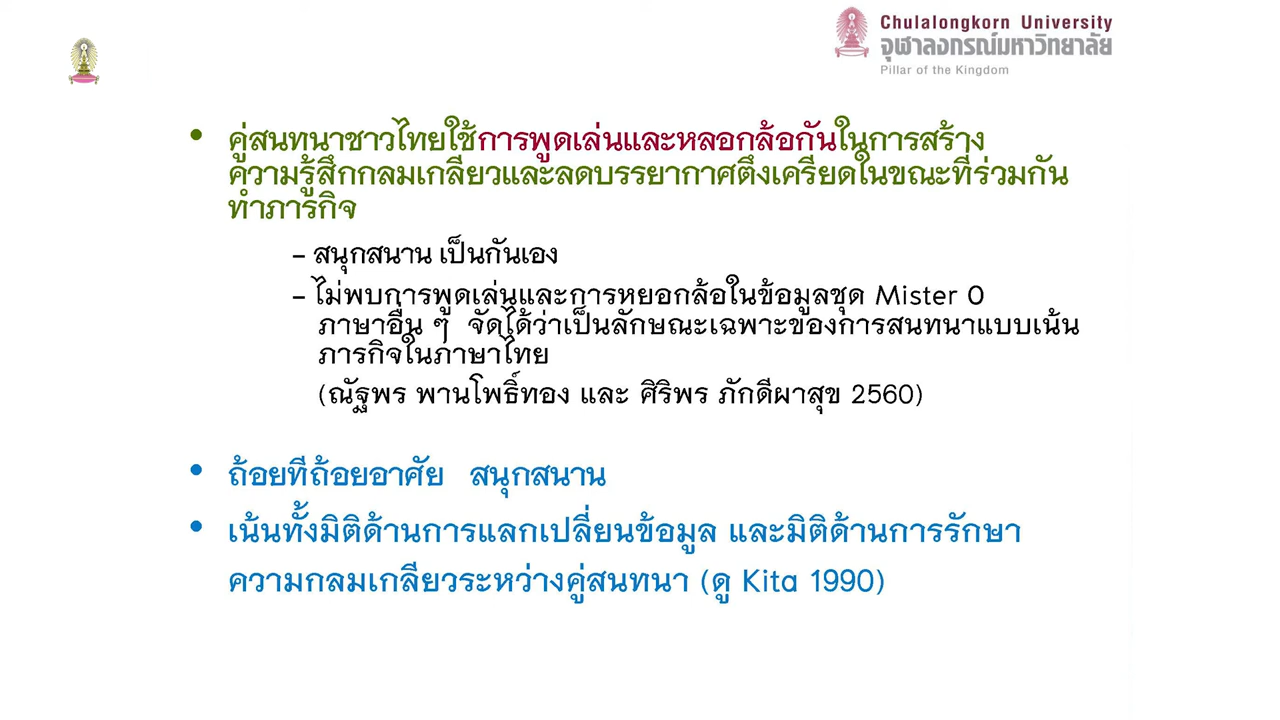 Chulalongkorn University
จุฬาลงกรณ์มหาวิทยาลัย
Pillar of the Kingdom
• คู่สนทนาชาวไทยใช้การพูดเล่นและหลอกล้อกันในการสร้าง
ความรู้สึกกลมเกลียวและลดบรรยากาศตึงเครียดในขณะที่ร่วมกัน
ทำภารกิจ
– สนุกสนาน เป็นกันเอง
– ไม่พบการพูดเล่นและการหยอกล้อในข้อมูลชุด Mister O
ภาษาอื่น ๆ จัดได้ว่าเป็นลักษณะเฉพาะของการสนทนาแบบเน้น
ภารกิจในภาษาไทย
(ณัฐพร พานโพธิ์ทอง และ ศิริพร ภักดีผาสุข 2560)
• ถ้อยทีถ้อยอาศัย สนุกสนาน
• เน้นทั้งมิติด้านการแลกเปลี่ยนข้อมูล และมิติด้านการรักษา
ความกลมเกลียวระหว่างคู่สนทนา (ดู Kita 1990)